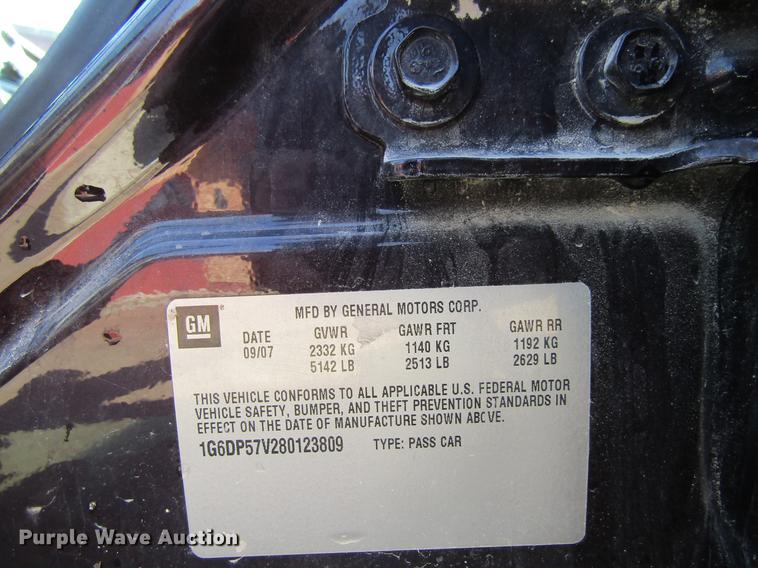 GM
MFD BY GENERAL MOTORS CORP.
DATE GVWR GAWR FRT GAWR RR
09/07 2332 KG 1140 KG 1192 KG
5142 LB 2513 LB 2629 LB
THIS VEHICLE CONFORMS TO ALL APPLICABLE U.S. FEDERAL MOTOR
VEHICLE SAFETY, BUMPER, AND THEFT PREVENTION STANDARDS IN
EFFECT ON THE DATE OF MANUFACTURE SHOWN ABOVE.
1G6DP57V280123809 TYPE: PASS CAR
Purple Wave Auction